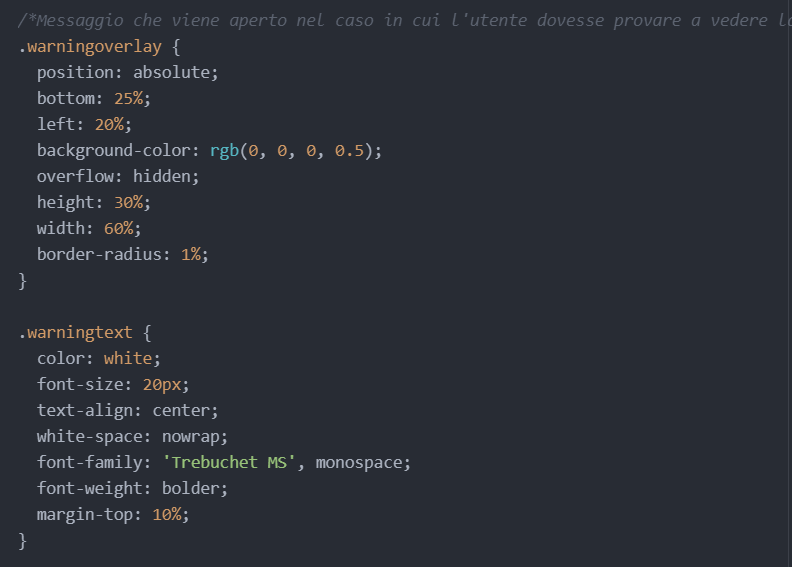 /*Messaggio che viene aperto nel caso in cui l'utente dovesse provare a vedere
.warningoverlay {
  position: absolute;
  bottom: 25%;
  left: 20%;
  background-color: rgb(0, 0, 0, 0.5);
  overflow: hidden;
  height: 30%;
  width: 60%;
  border-radius: 1%;
}

.warningtext {
  color: white;
  font-size: 20px;
  text-align: center;
  white-space: nowrap;
  font-family: 'Trebuchet MS', monospace;
  font-weight: bolder;
  margin-top: 10%;
}